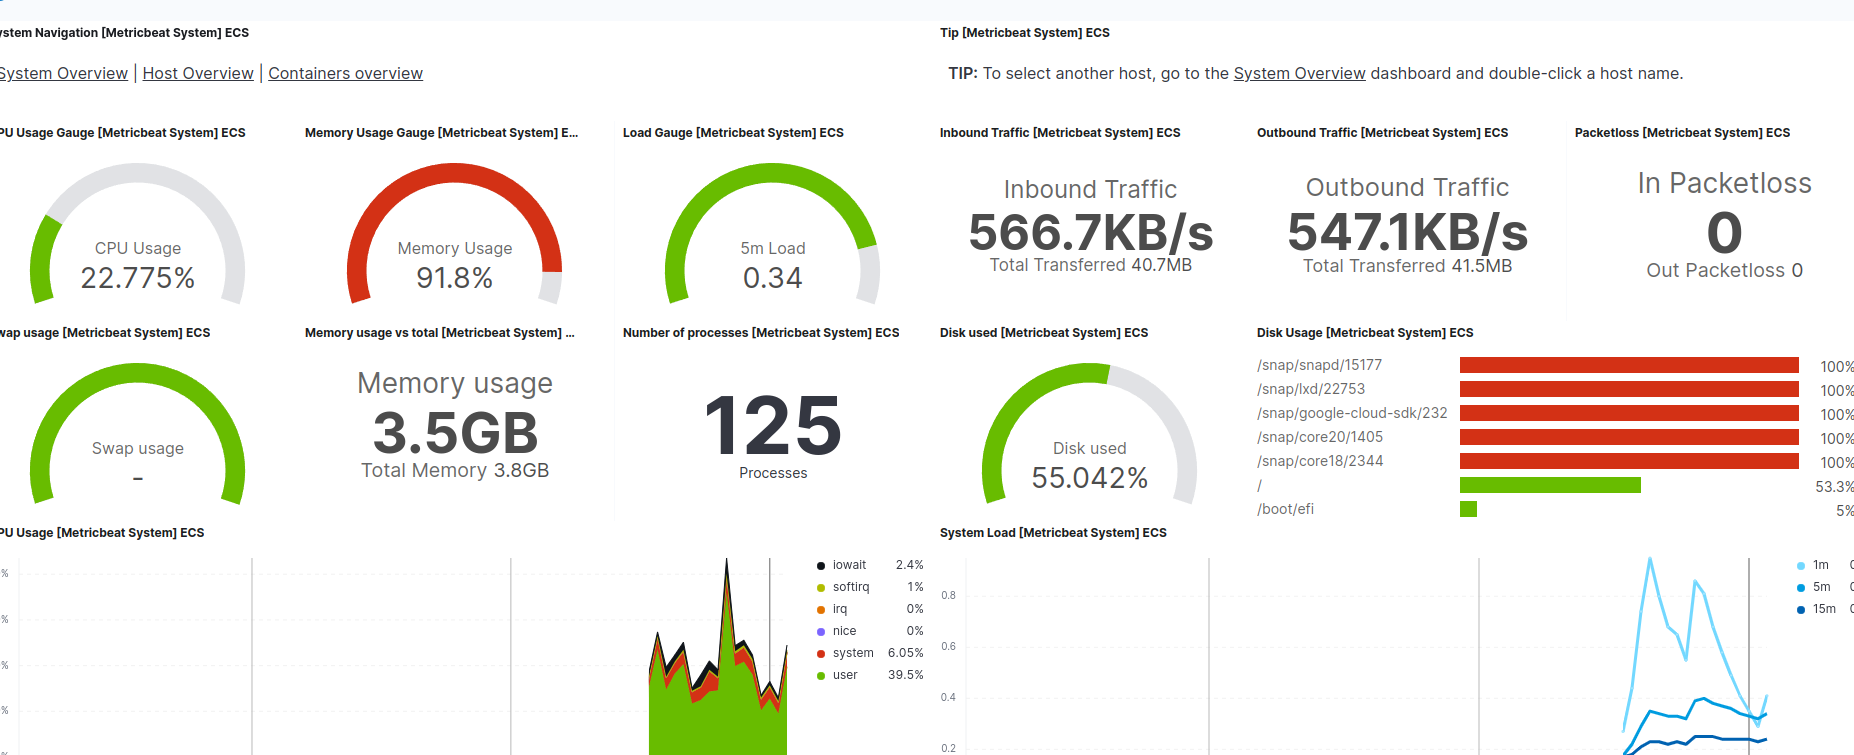 ystem Navigation [Metricbeat System] ECS
System Overview | Host Overview | Containers overview
Tip [Metricbeat System] ECS
TIP: To select another host, go to the System Overview dashboard and double-click a host name.
PU Usage Gauge [Metricbeat System] ECS
CPU Usage
22.775%
Memory Usage Gauge [Metricbeat System] E...
Memory Usage
91.8%
Load Gauge [Metricbeat System] ECS
5m Load
0.34
Inbound Traffic [Metricbeat System] ECS
Inbound Traffic
566.7KB/s
Total Transferred 40.7MB
Outbound Traffic [Metricbeat System] ECS
Outbound Traffic
547.1KB/s
Total Transferred 41.5MB
Packetloss [Metricbeat System] ECS
In Packetloss
0
Out Packetloss 0
wap usage [Metricbeat System] ECS
Swap usage
-
Memory usage vs total [Metricbeat System] ...
Memory usage
3.5GB
Total Memory 3.8GB
Number of processes [Metricbeat System] ECS
125
Processes
Disk used [Metricbeat System] ECS
Disk used
55.042%
Disk Usage [Metricbeat System] ECS
/snap/snapd/15177 100%
/snap/lxd/22753 100%
/snap/google-cloud-sdk/232 100%
/snap/core20/1405 100%
/snap/core18/2344 100%
/ 53.3%
/boot/efi 5%
PU Usage [Metricbeat System] ECS
%
%
%
%
%
iowait 2.4%
softirq 1%
irq 0%
nice 0%
system 6.05%
user 39.5%
System Load [Metricbeat System] ECS
0.8
0.6
0.4
0.2
1m 0
5m 0
15m 0